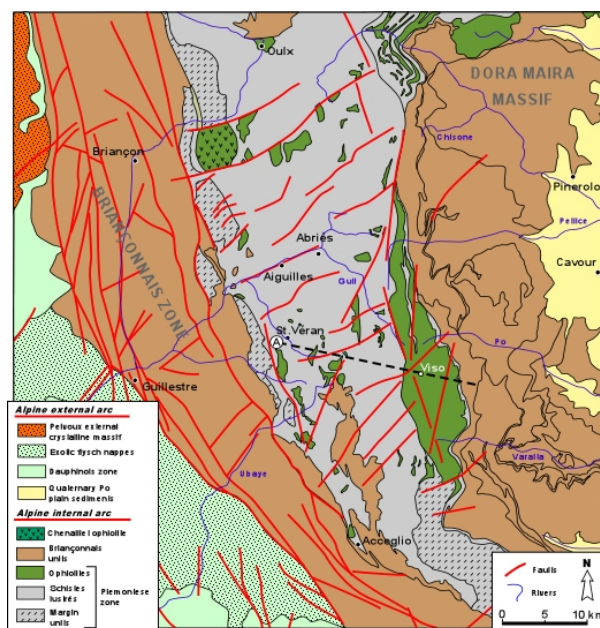 Oulx
DORA MAIRA
MASSIF
Chisone
Briançon
Pinerolo
BRIANÇONNAIS ZONE
Pellice
Abriès
Cavour
Aiguilles
Guil
St. Véran
A
Po
Viso
Guillestre
Varaita
Ubaye
Acceglio
Alpine external arc
Pelvoux external
crystalline massif
Exotic flysch nappes
Dauphinois zone
Quaternary Po
plain sediments
Alpine internal arc
Chenaillet ophiolite
Briançonnais
units
Ophiolites
Schistes
lustrés
Margin
units
Piemontese
zone
Faults
Rivers
N
0 5 10 km